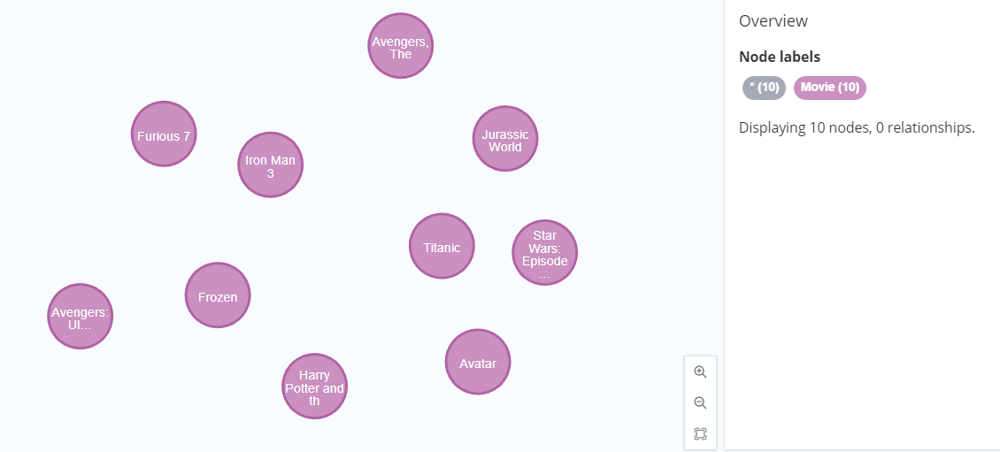 Avengers,
The
Furious 7
Iron Man
3
Jurassic
World
Titanic
Star
Wars:
Episode
...
Frozen
Avengers:
Ul...
Harry
Potter and
th
Avatar
Overview
Node labels
* (10)
Movie (10)
Displaying 10 nodes, 0 relationships.